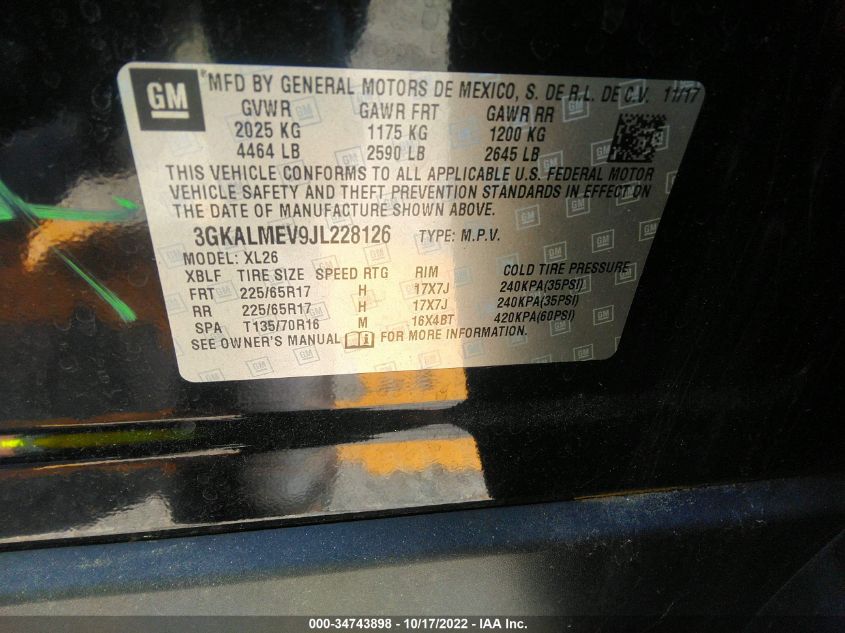 GM MFD BY GENERAL MOTORS DE MEXICO, S. DE R.L. DE C.V. 11/17
GVWR GAWR FRT GAWR RR
2025 KG 1175 KG 1200 KG
4464 LB 2590 LB 2645 LB
THIS VEHICLE CONFORMS TO ALL APPLICABLE U.S. FEDERAL MOTOR
VEHICLE SAFETY AND THEFT PREVENTION STANDARDS IN EFFECT ON
THE DATE OF MANUFACTURE SHOWN ABOVE.
3GKALMEV9JL228126 TYPE: M.P.V.
MODEL: XL26
XBLF TIRE SIZE SPEED RTG RIM COLD TIRE PRESSURE
FRT 225/65R17 H 17X7J 240KPA(35PSI)
RR 225/65R17 H 17X7J 240KPA(35PSI)
SPA T135/70R16 M 16X4BT 420KPA(60PSI)
SEE OWNER'S MANUAL FOR MORE INFORMATION.
000-34743898 - 10/17/2022 - IAA Inc.